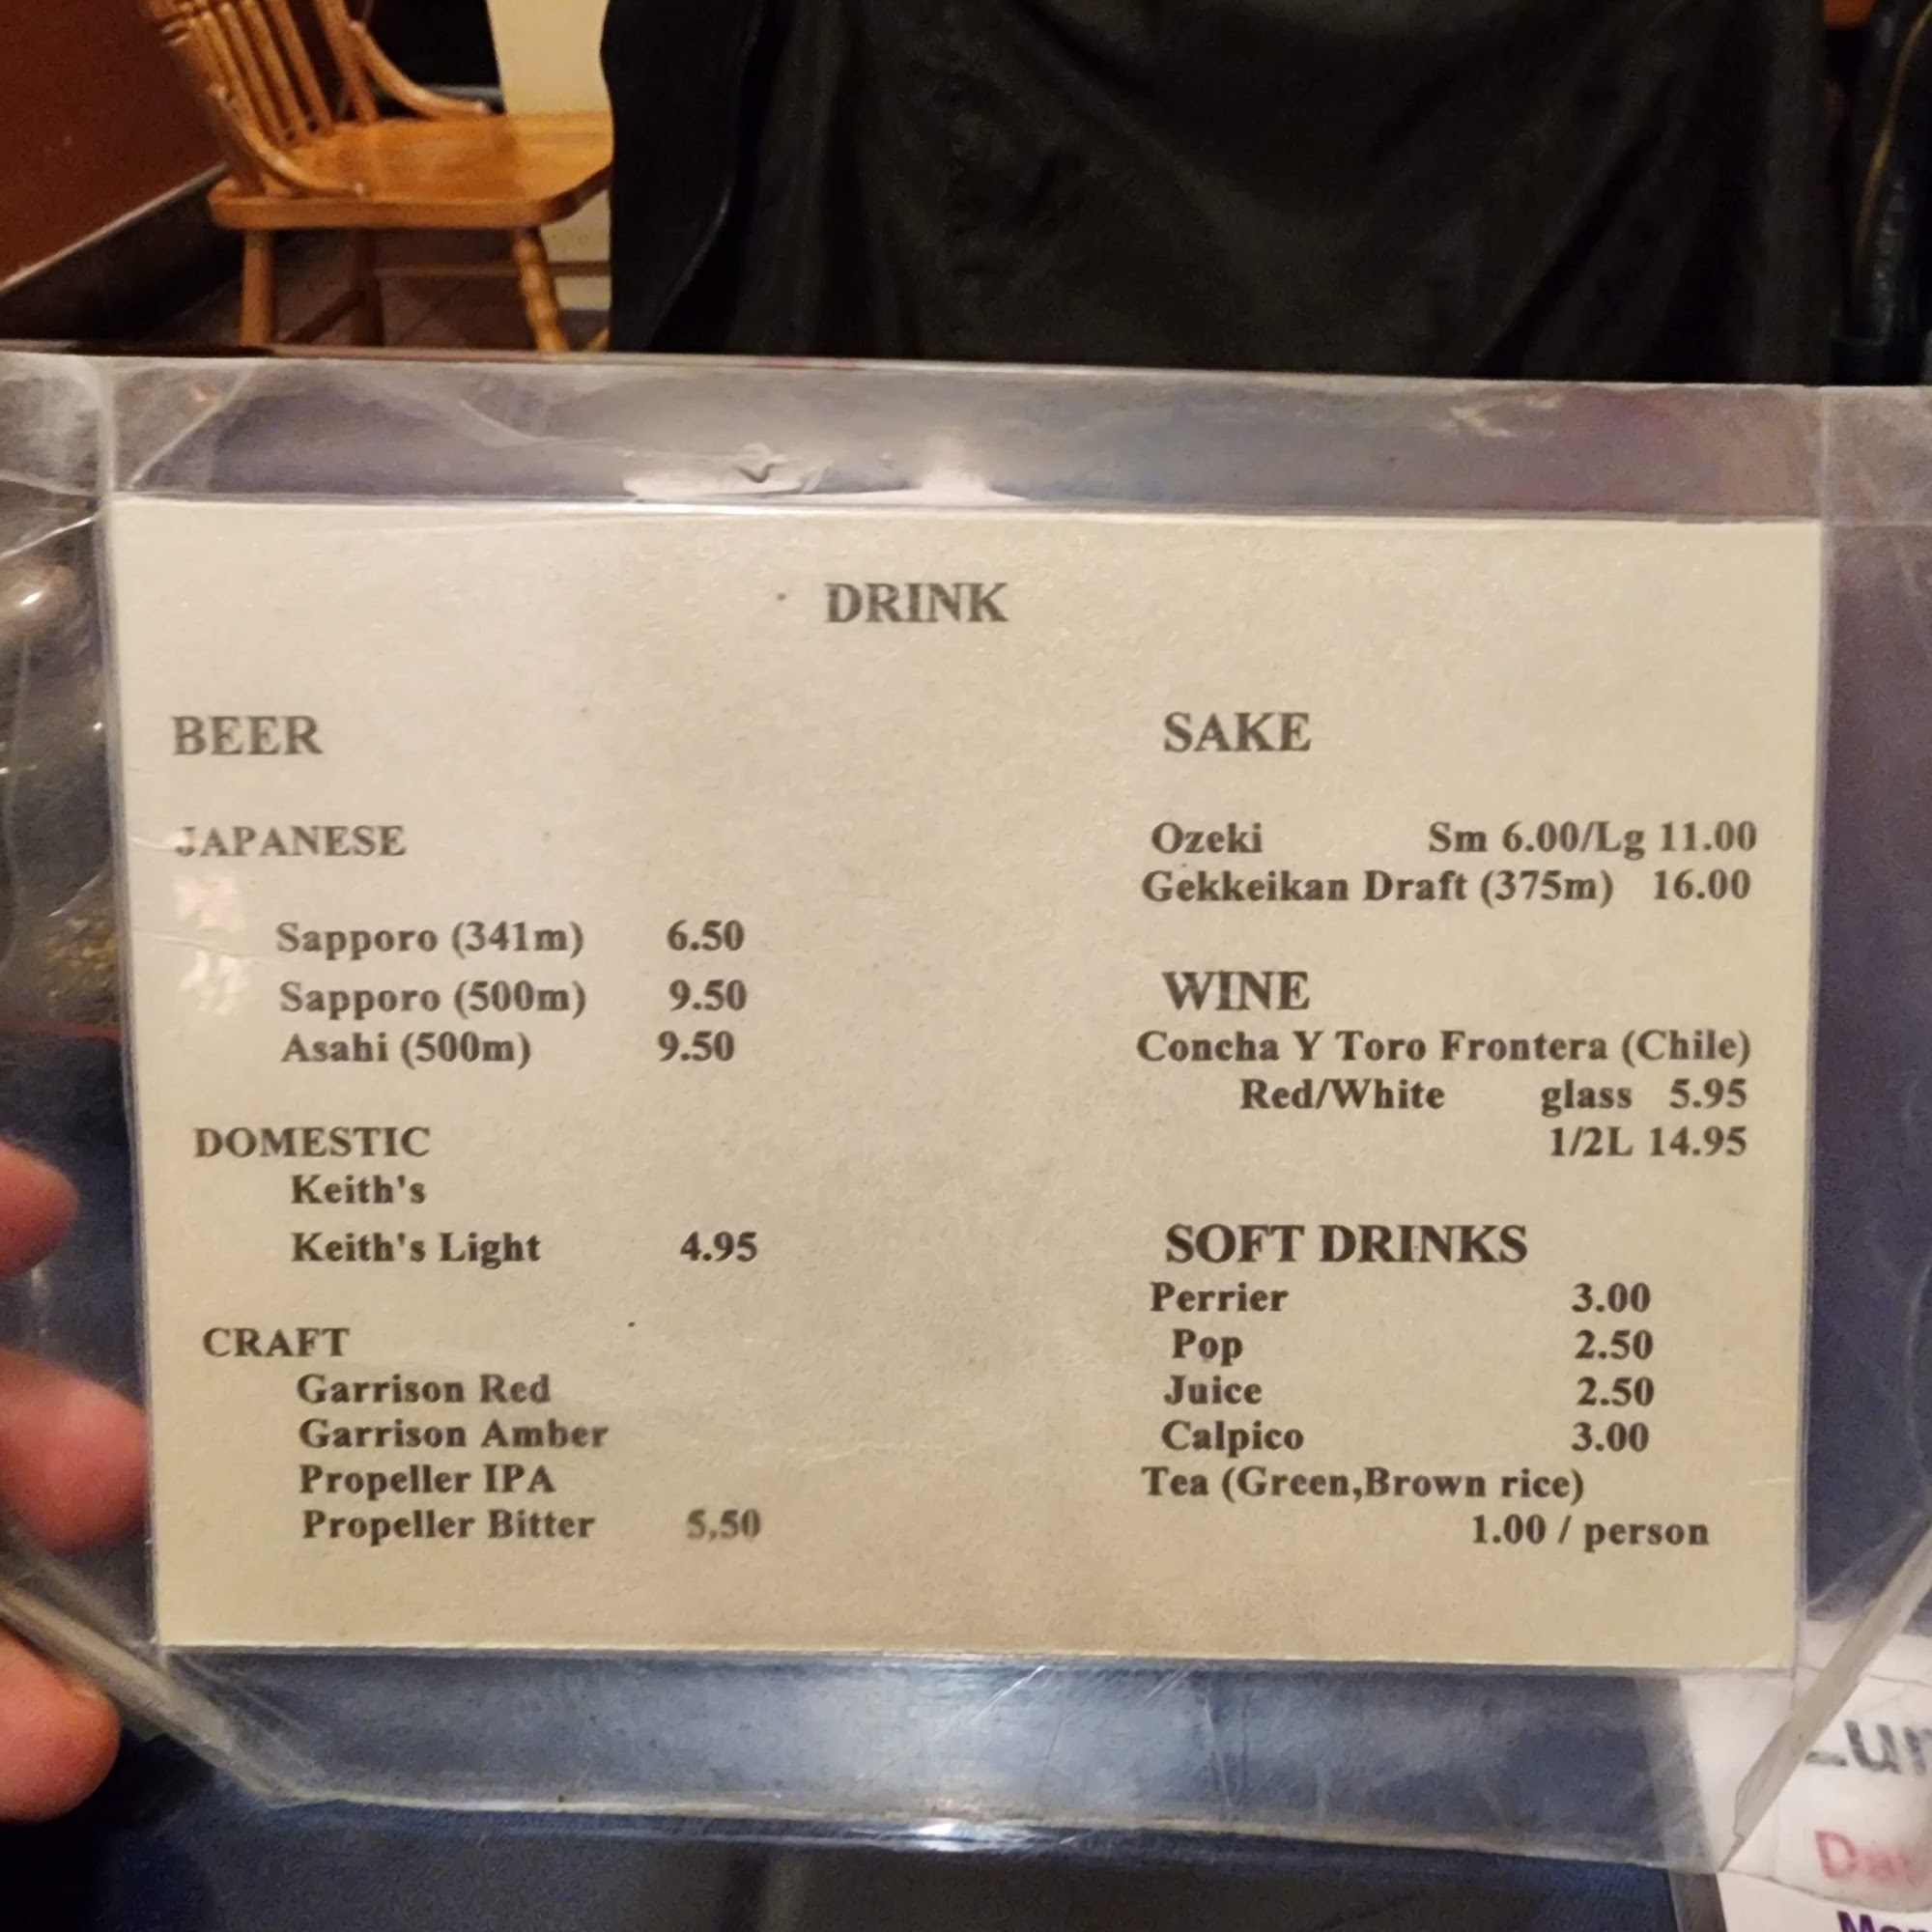 DRINK
BEER
JAPANESE
Sapporo (341m) 6.50
Sapporo (500m) 9.50
Asahi (500m) 9.50
DOMESTIC
Keith's
Keith's Light 4.95
CRAFT
Garrison Red
Garrison Amber
Propeller IPA
Propeller Bitter 5,50
SAKE
Ozeki Sm 6.00/Lg 11.00
Gekkeikan Draft (375m) 16.00
WINE
Concha Y Toro Frontera (Chile)
Red/White glass 5.95
1/2L 14.95
SOFT DRINKS
Perrier 3.00
Pop 2.50
Juice 2.50
Calpico 3.00
Tea (Green,Brown rice)
1.00 / person